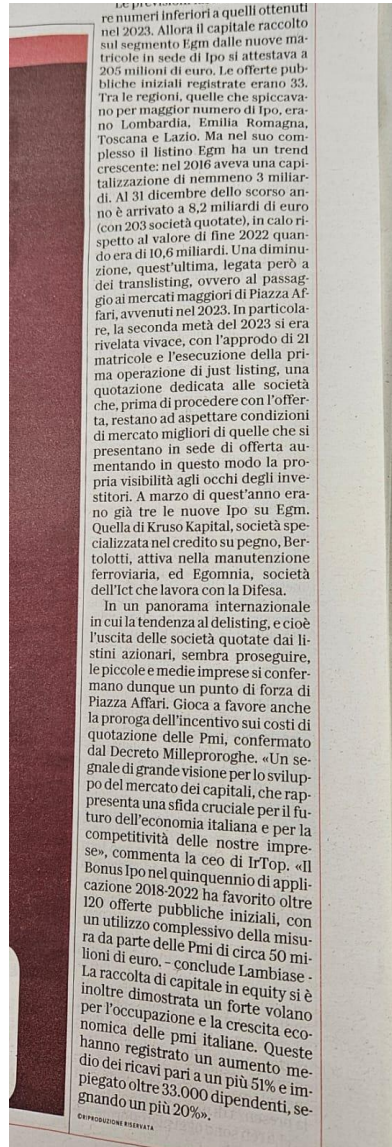 Le previsioni
re numeri inferiori a quelli ottenuti
nel 2023. Allora il capitale raccolto
sul segmento Egm dalle nuove ma-
tricole in sede di Ipo si attestava a
205 milioni di euro. Le offerte pub-
bliche iniziali registrate erano 33.
Tra le regioni, quelle che spiccava-
no per maggior numero di Ipo, era-
no Lombardia, Emilia Romagna,
Toscana e Lazio. Ma nel suo com-
plesso il listino Egm ha un trend
crescente: nel 2016 aveva una capi-
talizzazione di nemmeno 3 miliar-
di. Al 31 dicembre dello scorso an-
no è arrivato a 8,2 miliardi di euro
(con 203 società quotate), in calo ri-
spetto al valore di fine 2022 quan-
do era di 10,6 miliardi. Una diminu-
zione, quest'ultima, legata però a
dei translisting, ovvero al passag-
gio ai mercati maggiori di Piazza Af-
fari, avvenuti nel 2023. In particola-
re, la seconda metà del 2023 si era
rivelata vivace, con l'approdo di 21
matricole e l'esecuzione della pri-
ma operazione di just listing, una
quotazione dedicata alle società
che, prima di procedere con l'offer-
ta, restano ad aspettare condizioni
di mercato migliori di quelle che si
presentano in sede di offerta au-
mentando in questo modo la pro-
pria visibilità agli occhi degli inve-
stitori. A marzo di quest'anno era-
no già tre le nuove Ipo su Egm.
Quella di Kruso Kapital, società spe-
cializzata nel credito su pegno, Ber-
tolotti, attiva nella manutenzione
ferroviaria, ed Egomnia, società
dell'Ict che lavora con la Difesa.
In un panorama internazionale
in cui la tendenza al delisting, e cioè
l'uscita delle società quotate dai li-
stini azionari, sembra proseguire,
le piccole e medie imprese si confer-
mano dunque un punto di forza di
Piazza Affari. Gioca a favore anche
la proroga dell'incentivo sui costi di
quotazione delle Pmi, confermato
dal Decreto Milleproroghe. «Un se-
gnale di grande visione per lo svilup-
po del mercato dei capitali, che rap-
presenta una sfida cruciale per il fu-
turo dell'economia italiana e per la
competitività delle nostre impre-
se», commenta la ceo di IrTop. «Il
Bonus Ipo nel quinquennio di appli-
cazione 2018-2022 ha favorito oltre
120 offerte pubbliche iniziali, con
un utilizzo complessivo della misu-
ra da parte delle Pmi di circa 50 mi-
lioni di euro. – conclude Lambiase -
La raccolta di capitale in equity si è
inoltre dimostrata un forte volano
per l'occupazione e la crescita eco-
nomica delle pmi italiane. Queste
hanno registrato un aumento me-
dio dei ricavi pari a un più 51% e im-
piegato oltre 33.000 dipendenti, se-
gnando un più 20%».
©RIPRODUZIONE RISERVATA